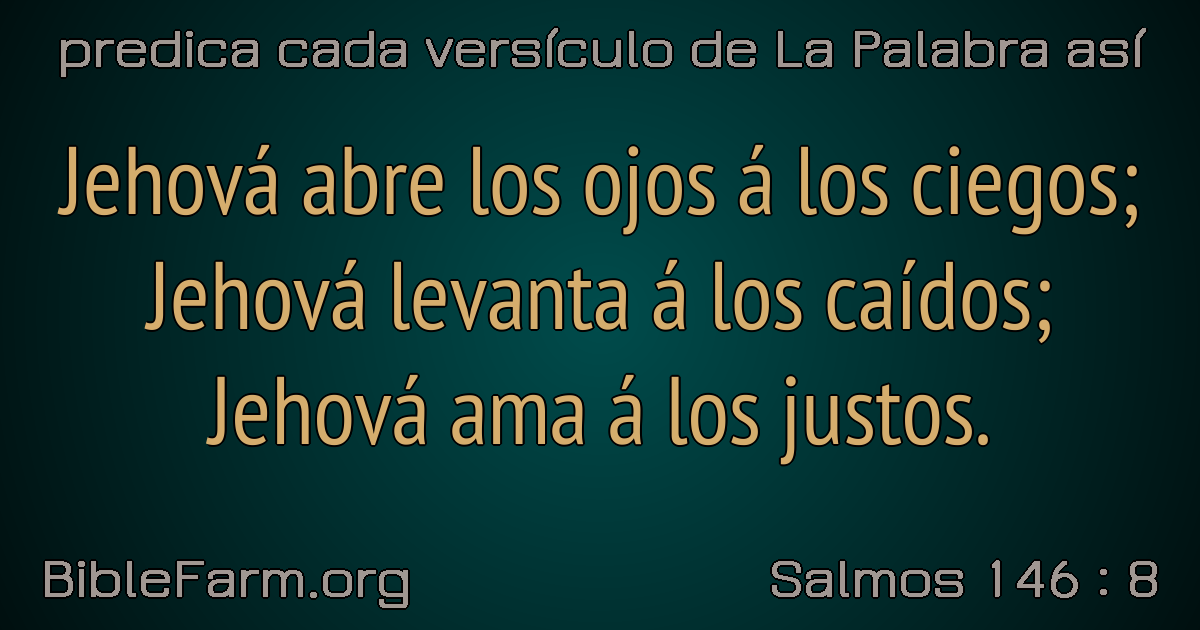 predica cada versículo de La Palabra así
Jehová abre los ojos á los ciegos;
Jehová levanta á los caídos;
Jehová ama á los justos.
BibleFarm.org
Salmos 146 : 8